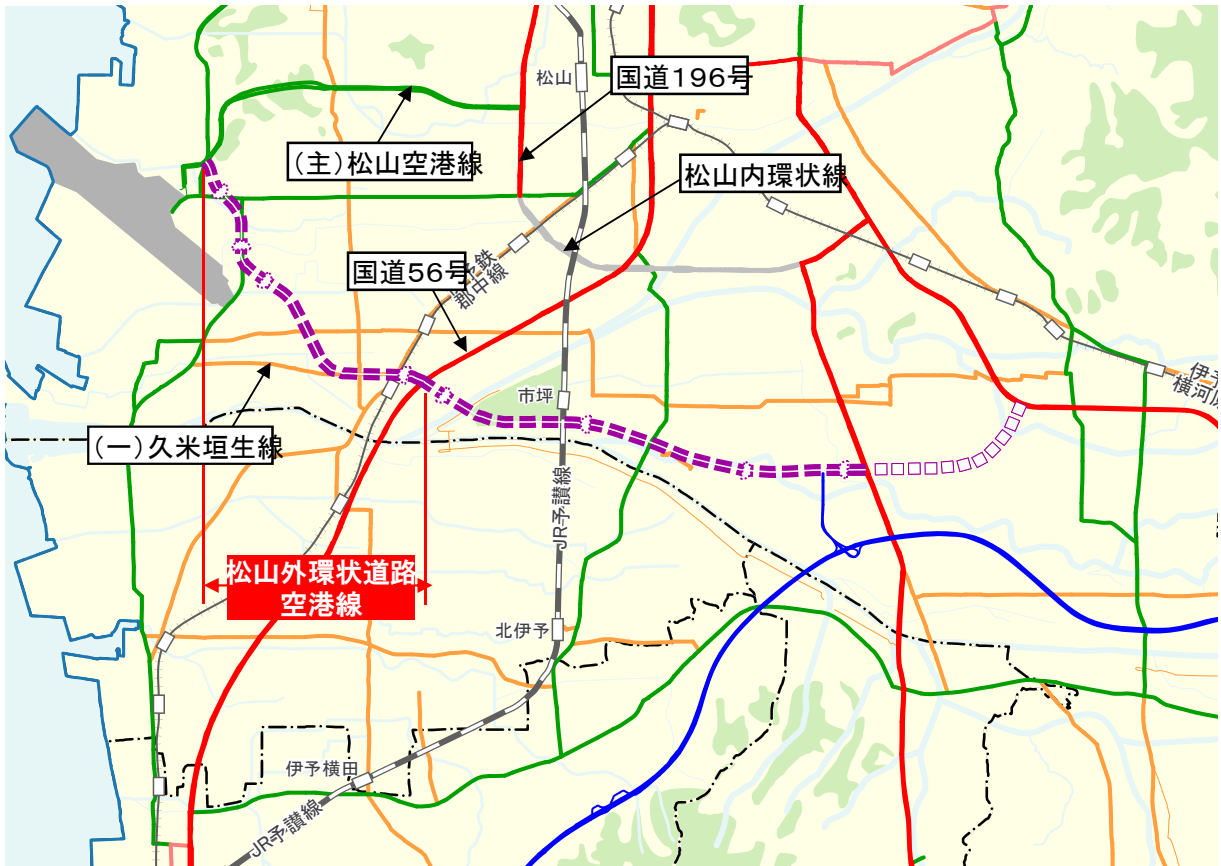 松山
国道196号
(主)松山空港線
松山内環状線
国道56号
郡中線
市坪
伊予
横河原
(一)久米垣生線
JR予讃線
松山外環状道路
空港線
北伊予
伊予横田
JR予讃線